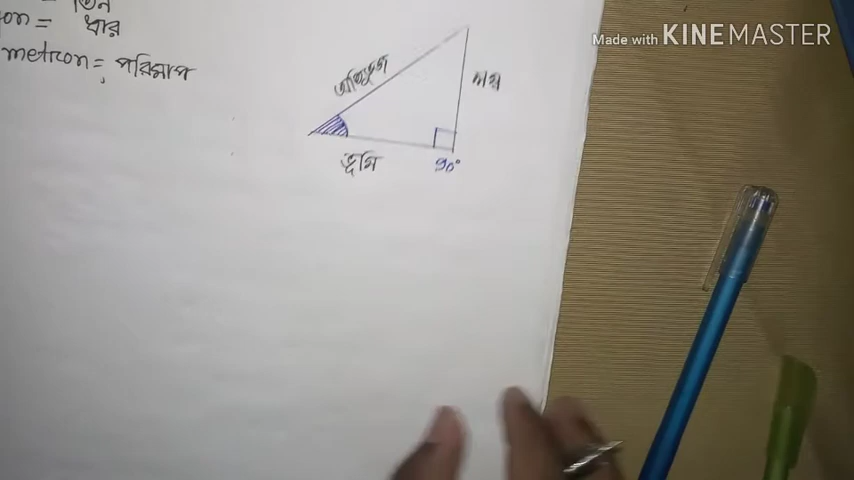 = তিন
on = ধার
metron = পরিমাপ
অতিভুজ
লম্ব
ভূমি
90°
Made with KINEMASTER